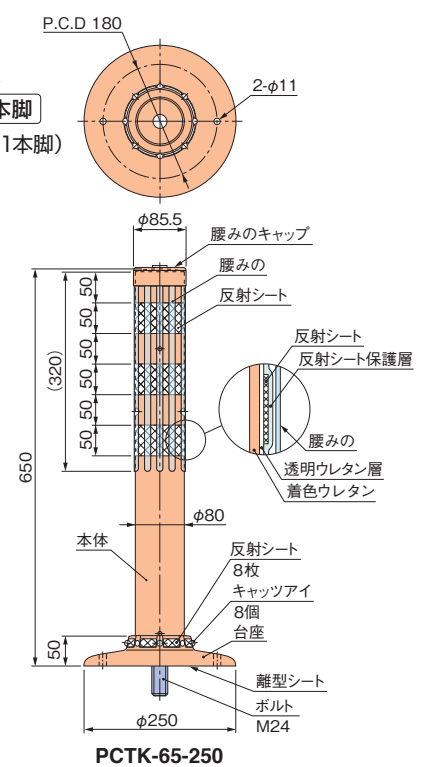 P.C.D 180
2-φ11
本脚
1本脚）
φ85.5
腰みのキャップ
腰みの
反射シート
50
50
50
50
50
50
(320)
650
反射シート
反射シート保護層
腰みの
透明ウレタン層
着色ウレタン
φ80
本体
反射シート
8枚
キャッツアイ
8個
台座
50
離型シート
ボルト
M24
φ250
PCTK-65-250